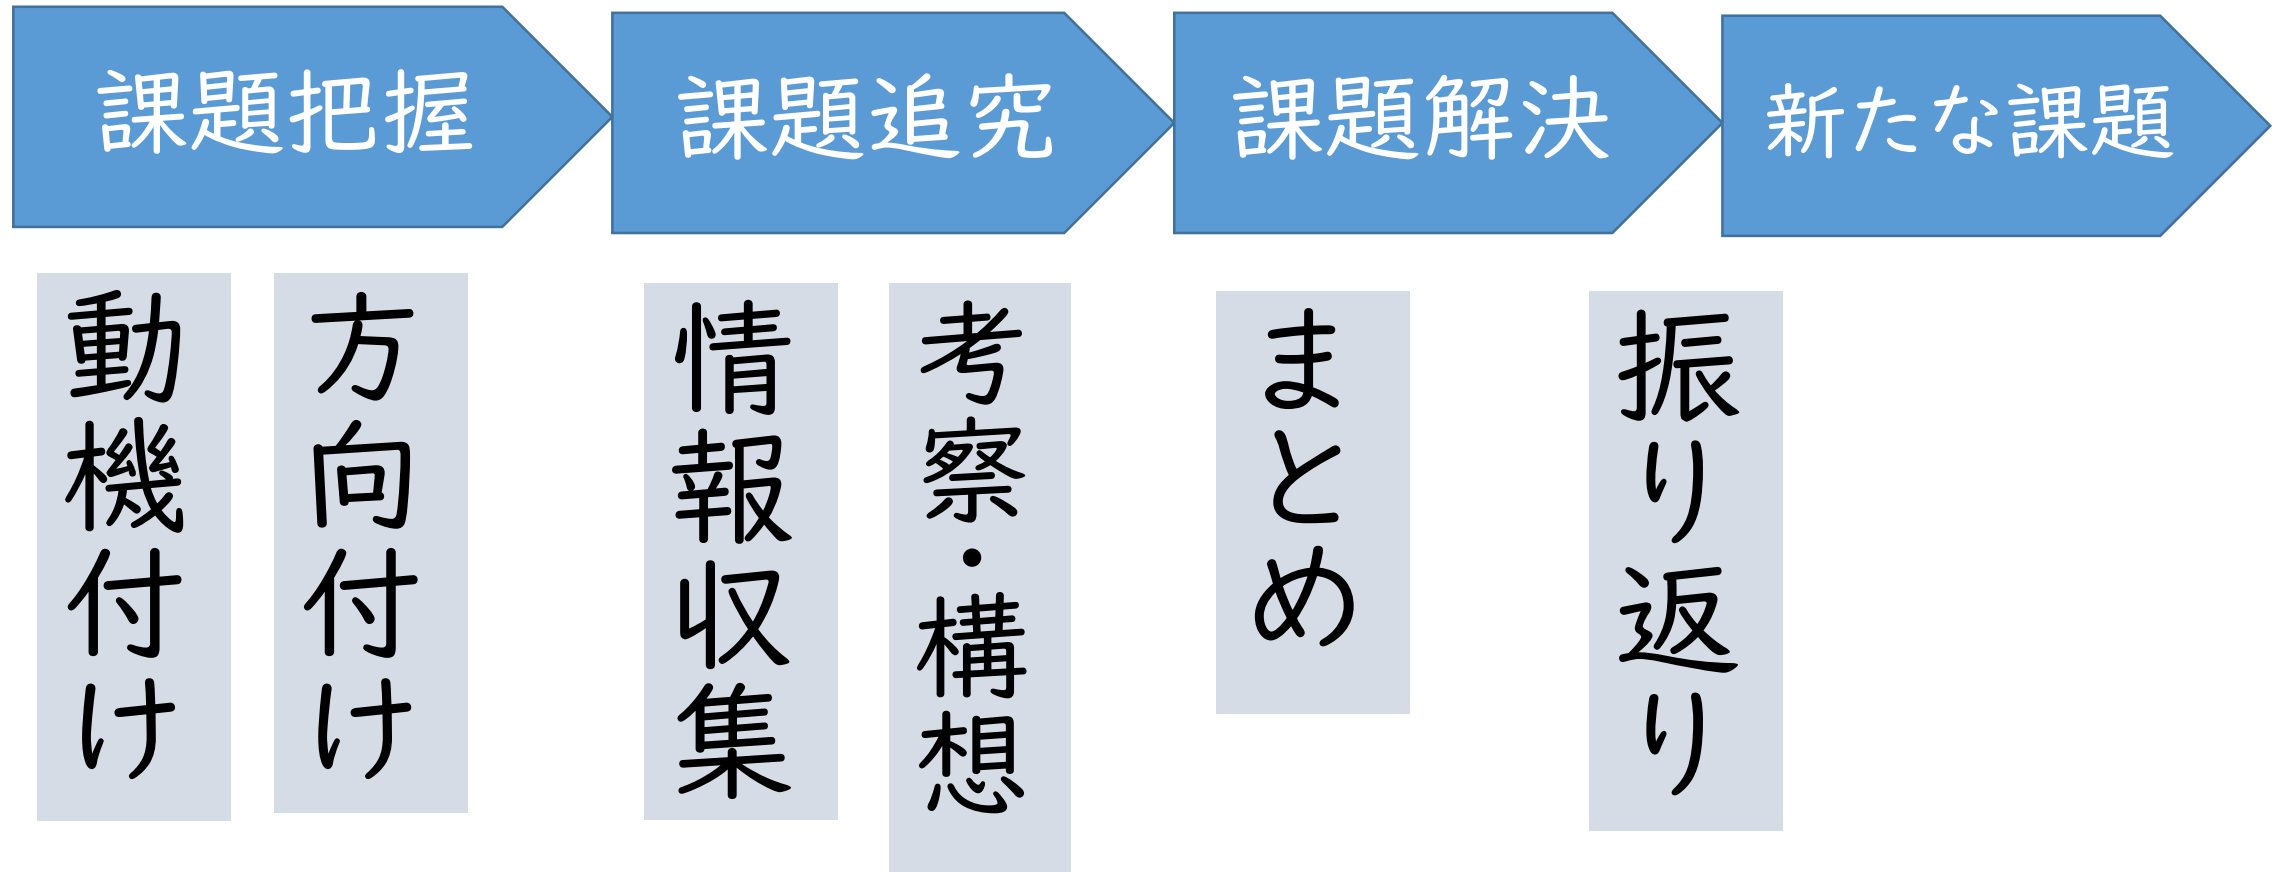 課題把握
課題追究
課題解決
新たな課題
動機付け
方向付け
情報収集
考察・構想
まとめ
振り返り